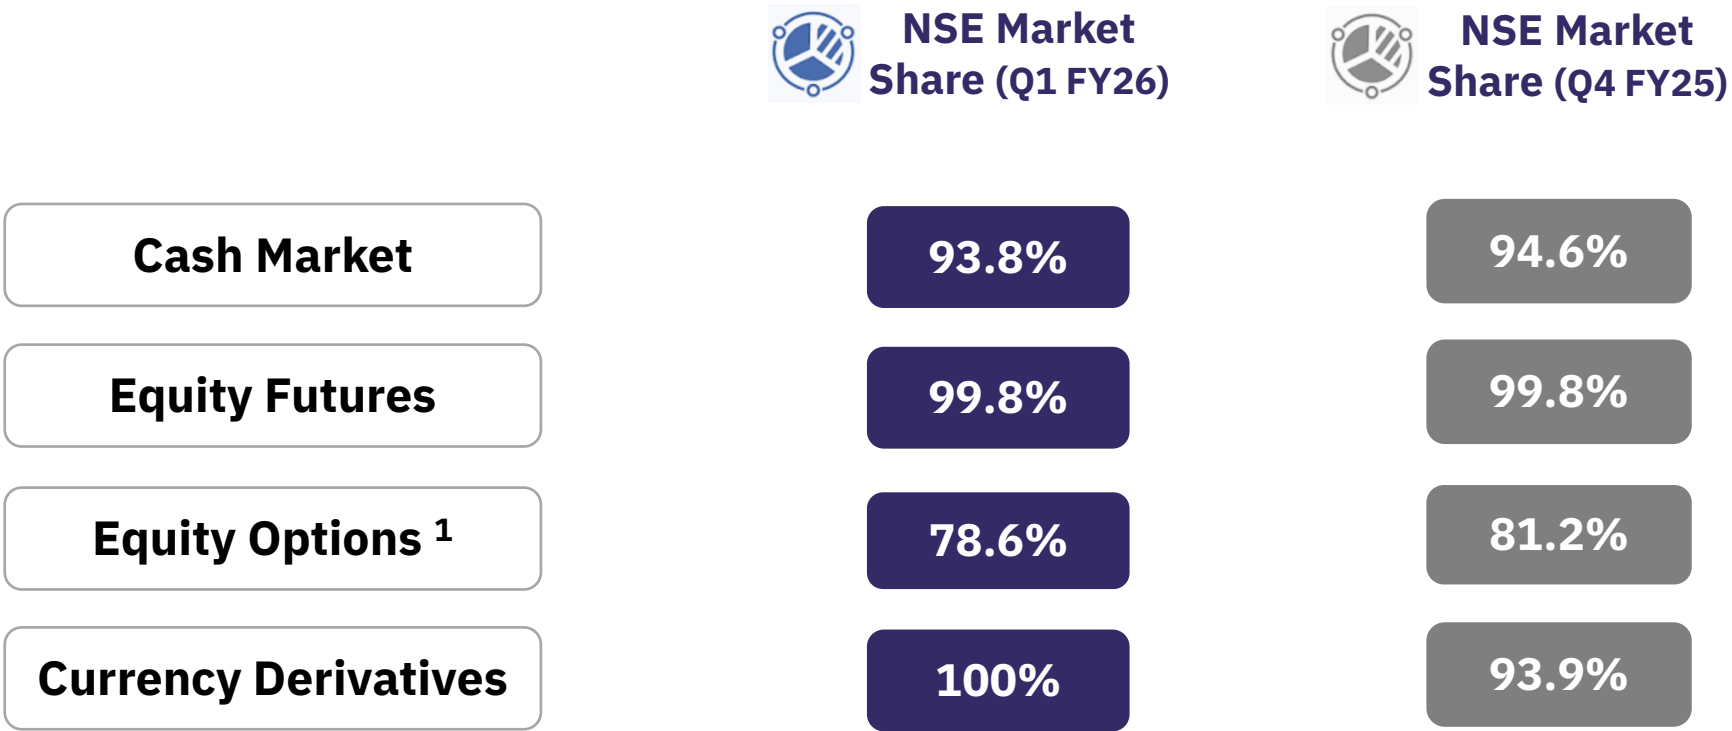 NSE Market
Share (Q1 FY26)
NSE Market
Share (Q4 FY25)
Cash Market
93.8%
94.6%
Equity Futures
99.8%
99.8%
Equity Options 1
78.6%
81.2%
Currency Derivatives
100%
93.9%